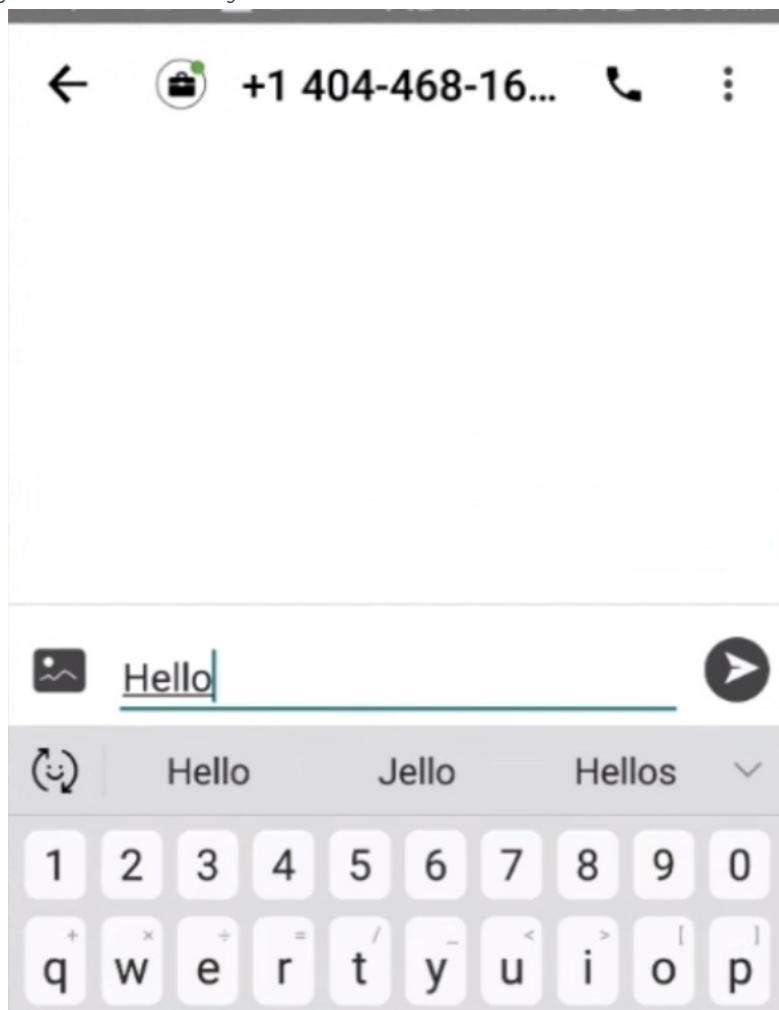 +1 404-468-16...
Hello
Hello Jello Hellos
1 2 3 4 5 6 7 8 9 0
+ × ÷ = / _ < > [ ]
q w e r t y u i o p